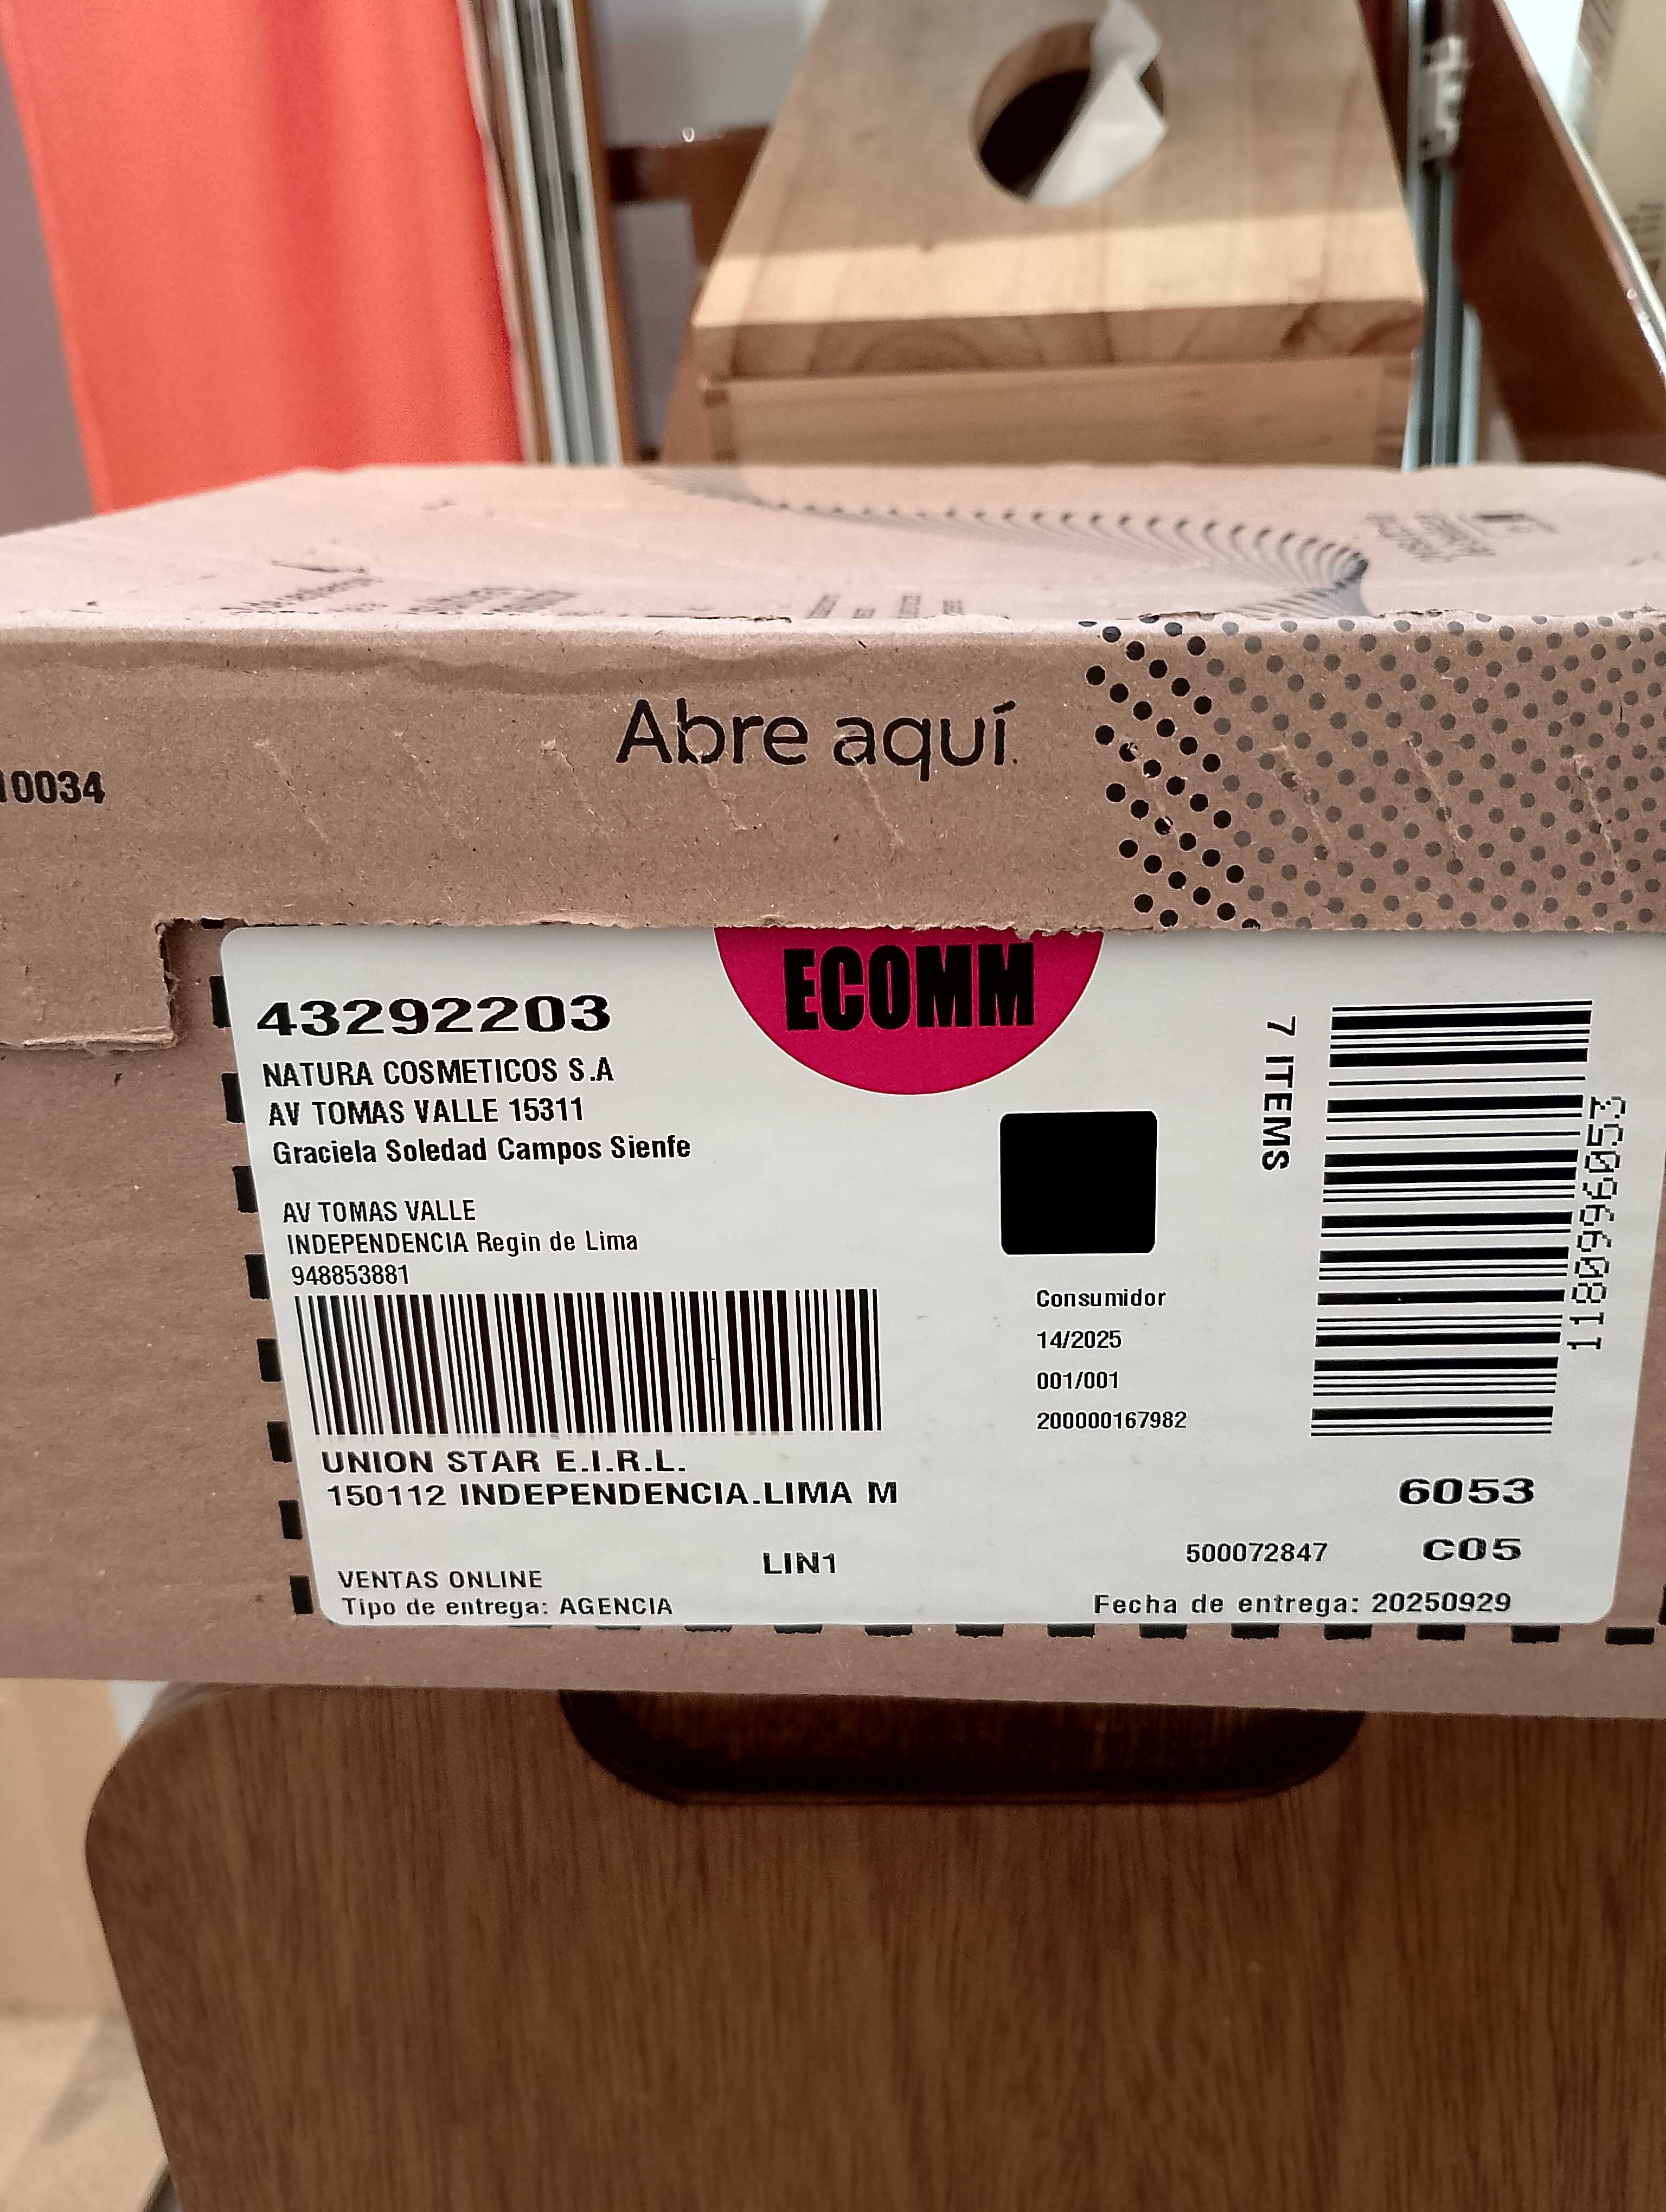 Abre aquí
10034
ECOMM
43292203
NATURA COSMETICOS S.A
AV TOMAS VALLE 15311
Graciela Soledad Campos Sienfe
AV TOMAS VALLE
INDEPENDENCIA Regin de Lima
948853881
UNION STAR E.I.R.L.
150112 INDEPENDENCIA.LIMA M
LIN1
VENTAS ONLINE
Tipo de entrega: AGENCIA
7 ITEMS
1180996053
Consumidor
14/2025
001/001
200000167982
6053
500072847
C05
Fecha de entrega: 20250929